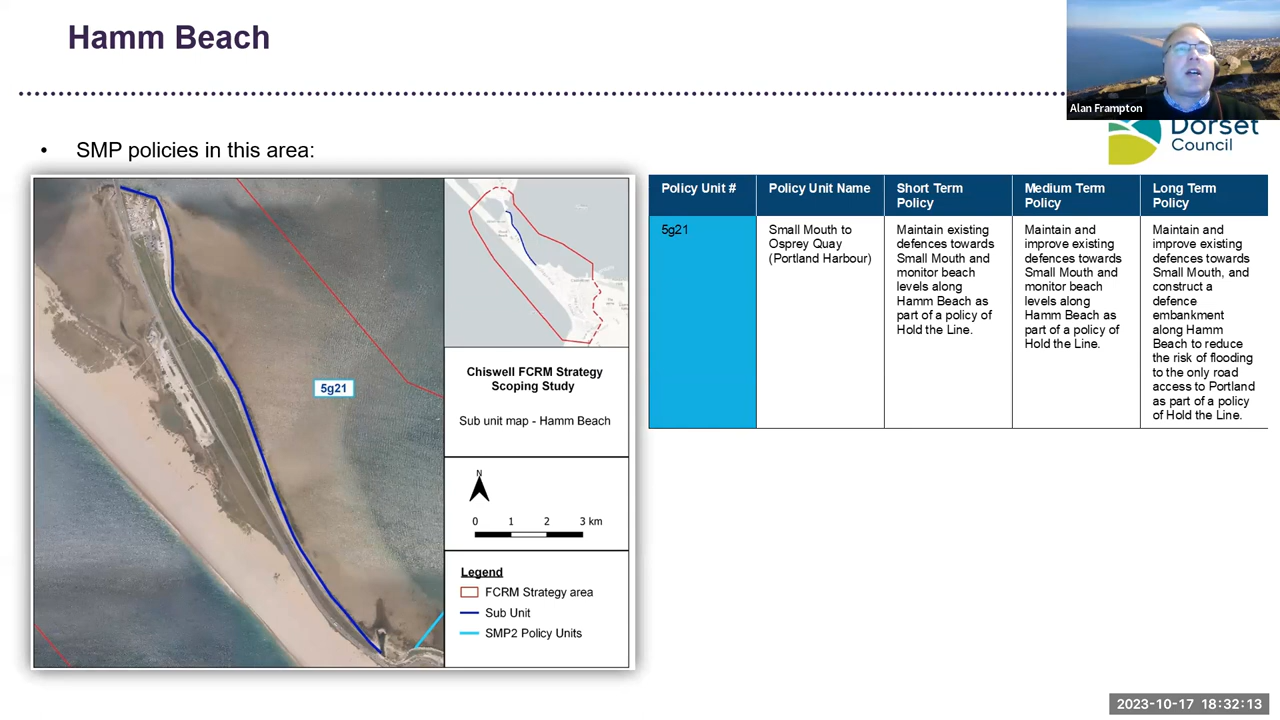 Hamm Beach
Alan Frampton
Dorset
Council
• SMP policies in this area:
5g21
Chiswell FCRM Strategy
Scoping Study
Sub unit map - Hamm Beach
N
0 1 2 3 km
Legend
FCRM Strategy area
Sub Unit
SMP2 Policy Units
Policy Unit #
Policy Unit Name
Short Term
Policy
Medium Term
Policy
Long Term
Policy
5g21
Small Mouth to
Osprey Quay
(Portland Harbour)
Maintain existing
defences towards
Small Mouth and
monitor beach
levels along
Hamm Beach as
part of a policy of
Hold the Line.
Maintain and
improve existing
defences towards
Small Mouth and
monitor beach
levels along
Hamm Beach as
part of a policy of
Hold the Line.
Maintain and
improve existing
defences towards
Small Mouth, and
construct a
defence
embankment
along Hamm
Beach to reduce
the risk of flooding
to the only road
access to Portland
as part of a policy
of Hold the Line.
2023-10-17 18:32:13